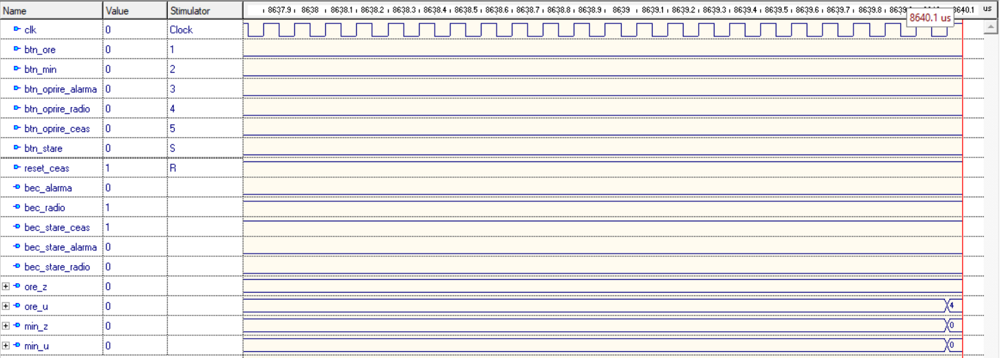 Name Value Stimulator 8637.9 8638 8638.1 8638.2 8638.3 8638.4 8638.5 8638.6 8638.7 8638.8 8638.9 8639 8639.1 8639.2 8639.3 8639.4 8639.5 8639.6 8639.7 8639.8 8640.1 us
8640.1 us
clk 0 Clock
btn_ore 0 1
btn_min 0 2
btn_oprire_alarma 0 3
btn_oprire_radio 0 4
btn_oprire_ceas 0 5
btn_stare 0 S
reset_ceas 1 R
bec_alarma 0
bec_radio 1
bec_stare_ceas 1
bec_stare_alarma 0
bec_stare_radio 0
ore_z 0
ore_u 0 4
min_z 0 0
min_u 0 0